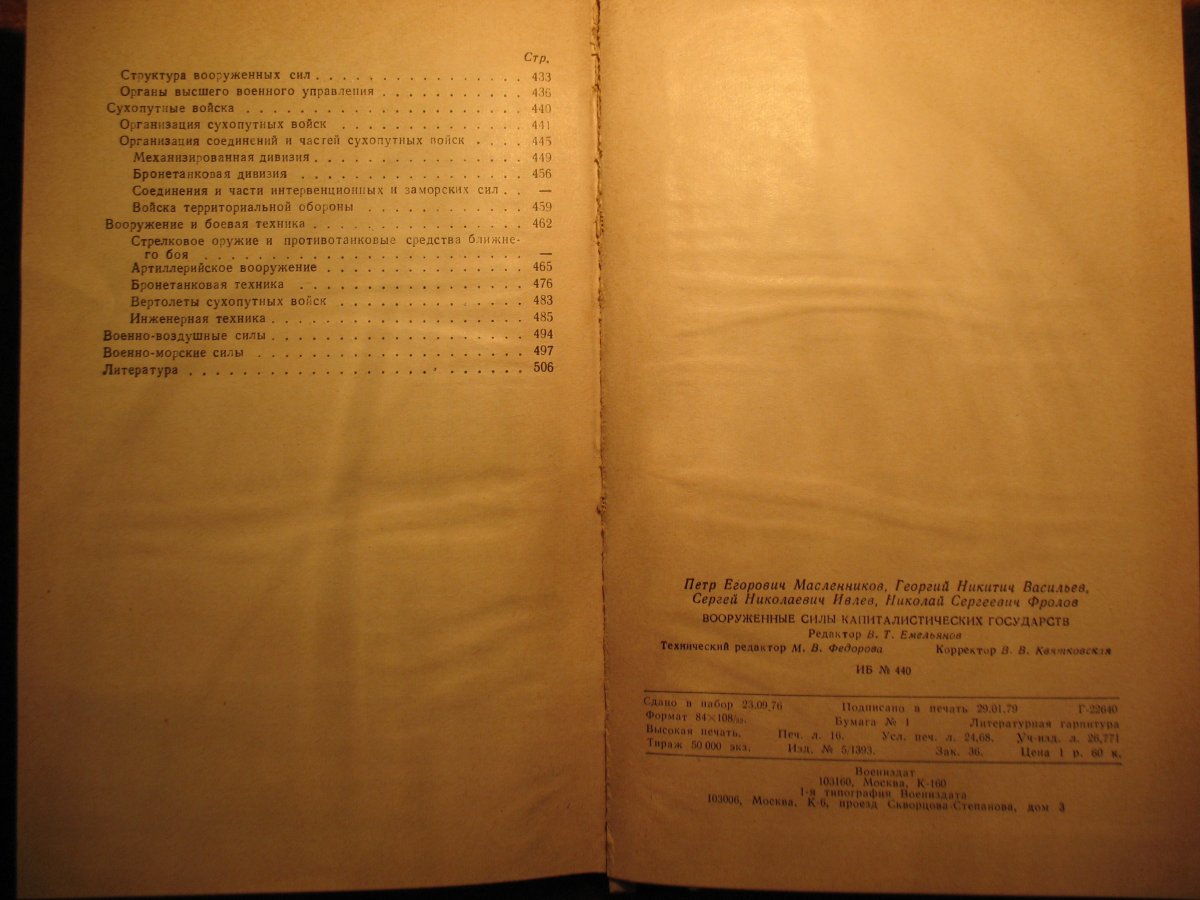 Стр.
Структура вооруженных сил . . . . . . . . . . . . . . . . 433
Органы высшего военного управления . . . . . . . . . . . 436
Сухопутные войска . . . . . . . . . . . . . . . . . . . . . 440
Организация сухопутных войск . . . . . . . . . . . . . . 441
Организация соединений и частей сухопутных войск . . . . 445
Механизированная дивизия . . . . . . . . . . . . . . . . 449
Бронетанковая дивизия . . . . . . . . . . . . . . . . . 456
Соединения и части интервенционных и заморских сил . . —
Войска территориальной обороны . . . . . . . . . . . . 459
Вооружение и боевая техника . . . . . . . . . . . . . . . . 462
Стрелковое оружие и противотанковые средства ближне-
го боя . . . . . . . . . . . . . . . . . . . . . . . . —
Артиллерийское вооружение . . . . . . . . . . . . . . . 465
Бронетанковая техника . . . . . . . . . . . . . . . . . 476
Вертолеты сухопутных войск . . . . . . . . . . . . . . 483
Инженерная техника . . . . . . . . . . . . . . . . . . . 485
Военно-воздушные силы . . . . . . . . . . . . . . . . . . . 494
Военно-морские силы . . . . . . . . . . . . . . . . . . . . 497
Литература . . . . . . . . . . . . . . . . . . . . . . . . . 506
Петр Егорович Масленников, Георгий Никитич Васильев,
Сергей Николаевич Ивлев, Николай Сергеевич Фролов
ВООРУЖЕННЫЕ СИЛЫ КАПИТАЛИСТИЧЕСКИХ ГОСУДАРСТВ
Редактор В. Т. Емельянов
Технический редактор М. В. Федорова Корректор В. В. Квятковская
ИБ № 440
Сдано в набор 23.09.76 Подписано в печать 29.01.79 Г-22640
Формат 84×108/32. Бумага № 1 Литературная гарнитура
Высокая печать. Печ. л. 16. Усл. печ. л. 24,68. Уч-изд. л. 26,771
Тираж 50 000 экз. Изд. № 5/1393. Зак. 36. Цена 1 р. 60 к.
Воениздат
103160, Москва, К-160
1-я типография Воениздата
103006, Москва, К-6, проезд Скворцова-Степанова, дом 3